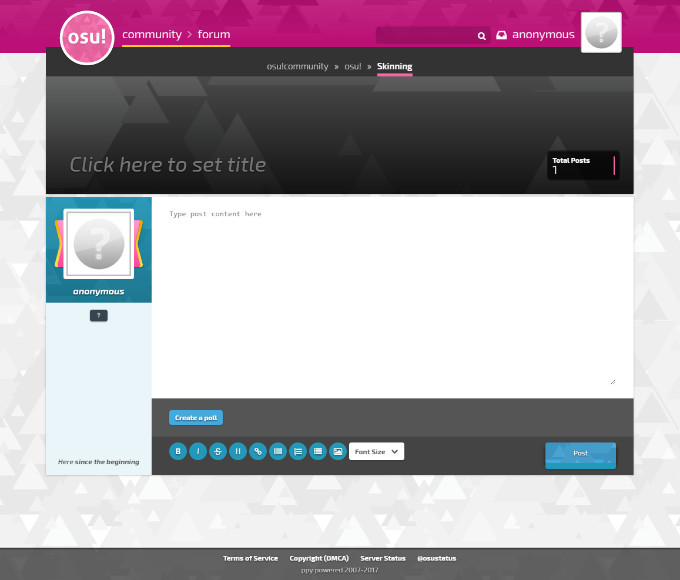 osu!
community > forum
anonymous
osu!community » osu! » Skinning
Click here to set title
Total Posts
1
Type post content here
anonymous
?
Here since the beginning
Create a poll
B I S H
Font Size
Post
Terms of Service Copyright (DMCA) Server Status @osustatus
ppy powered 2007-2017